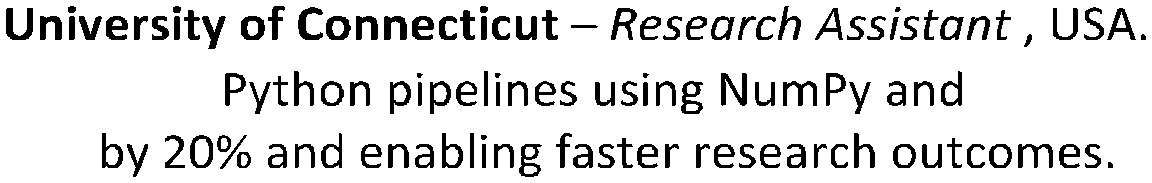 University of Connecticut – Research Assistant , USA.
Python pipelines using NumPy and
by 20% and enabling faster research outcomes.